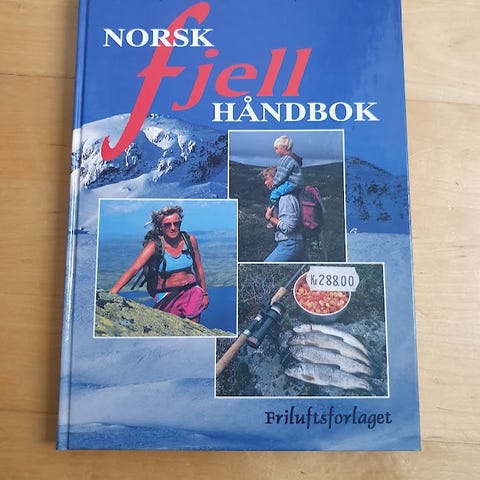 NORSK
fjell
HÅNDBOK
Kr 288.00
Friluftsforlaget